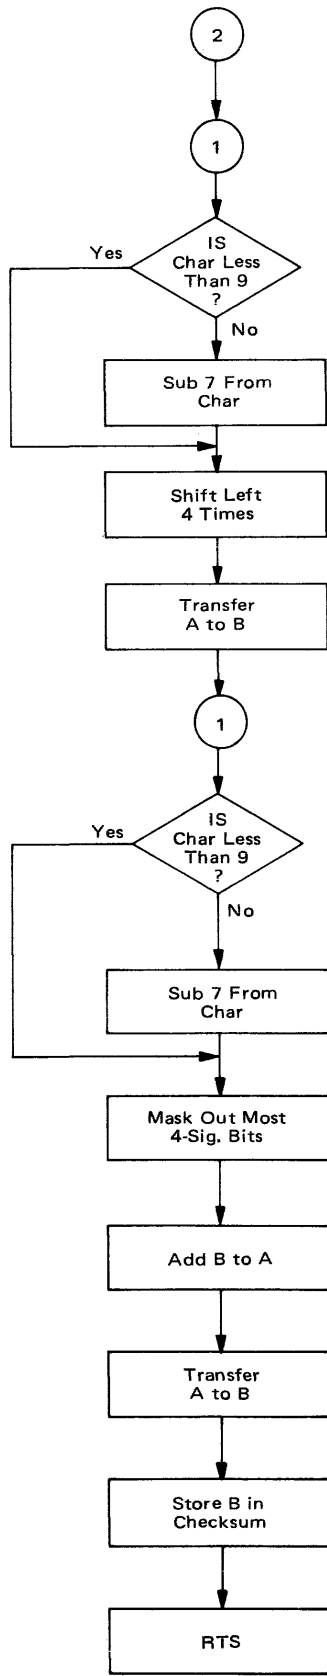 2
1
IS
Char Less
Than 9
?
Yes
No
Sub 7 From
Char
Shift Left
4 Times
Transfer
A to B
1
IS
Char Less
Than 9
?
Yes
No
Sub 7 From
Char
Mask Out Most
4-Sig. Bits
Add B to A
Transfer
A to B
Store B in
Checksum
RTS